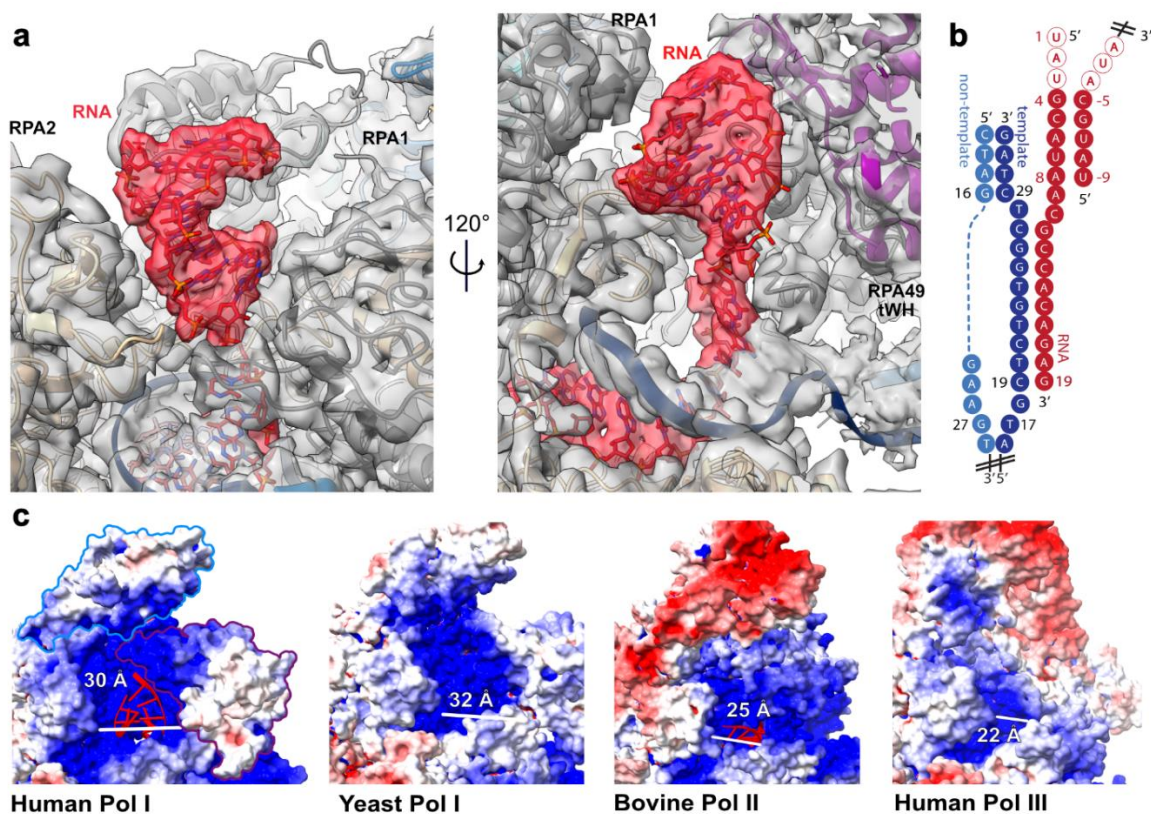 a
RPA2
RNA
RPA1
120°
RPA1
RNA
RPA49
tWH
b
non-template
5'
C T A G
16
G A A G T
27
3'
template
3'
G A T C
29
T C G G T G T C T C
19
G T
17
A
5'
1
U
5'
A U G
4
C A U A
8
A C G C C A C A G A G
19
3'
RNA
3'
A U A C
-5
G U A U
-9
5'
c
30 Å
32 Å
25 Å
22 Å
Human Pol I
Yeast Pol I
Bovine Pol II
Human Pol III